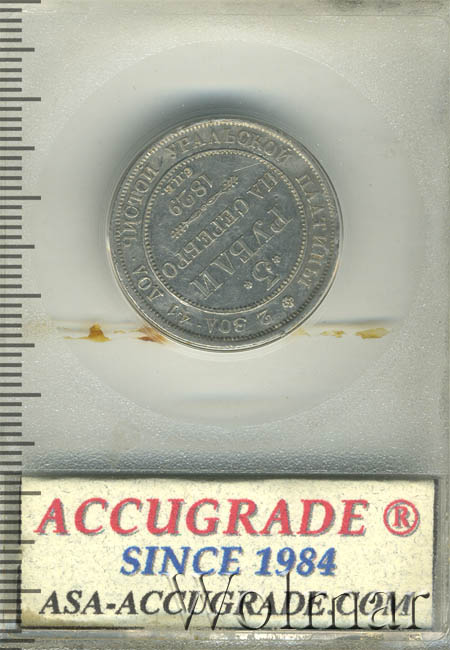 *3*
РУБЛИ
НА СЕРЕБРО
1829
СПБ
2 ЗОЛ. 41 ДОЛ. ЧИСТОЙ УРАЛЬСКОЙ ПЛАТИНЫ
ACCUGRADE ®
SINCE 1984
ASA-ACCUGRADE.COM
Wolmar